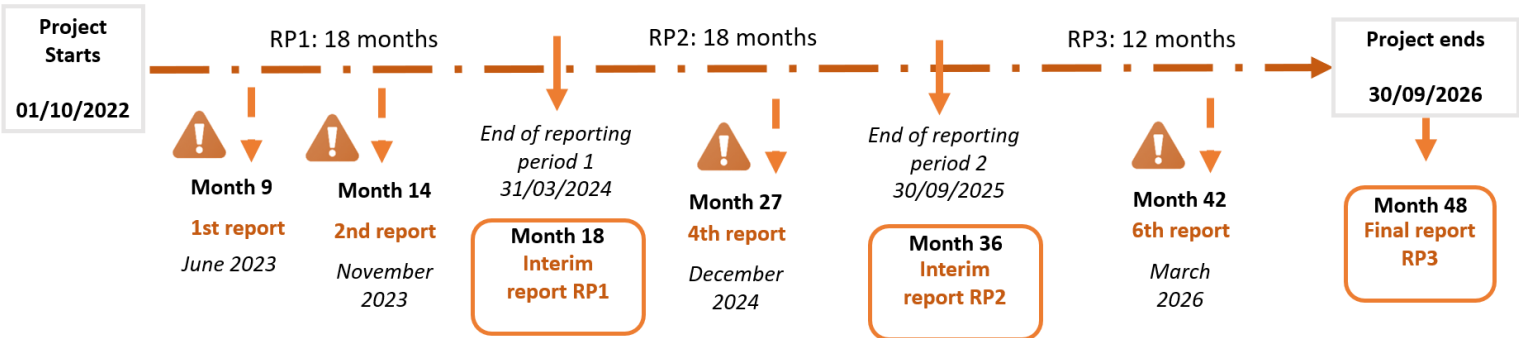 Project
Starts
01/10/2022
RP1: 18 months
RP2: 18 months
RP3: 12 months
Project ends
30/09/2026
Month 9
1st report
June 2023
Month 14
2nd report
November
2023
End of reporting
period 1
31/03/2024
Month 18
Interim
report RP1
Month 27
4th report
December
2024
End of reporting
period 2
30/09/2025
Month 36
Interim
report RP2
Month 42
6th report
March
2026
Month 48
Final report
RP3